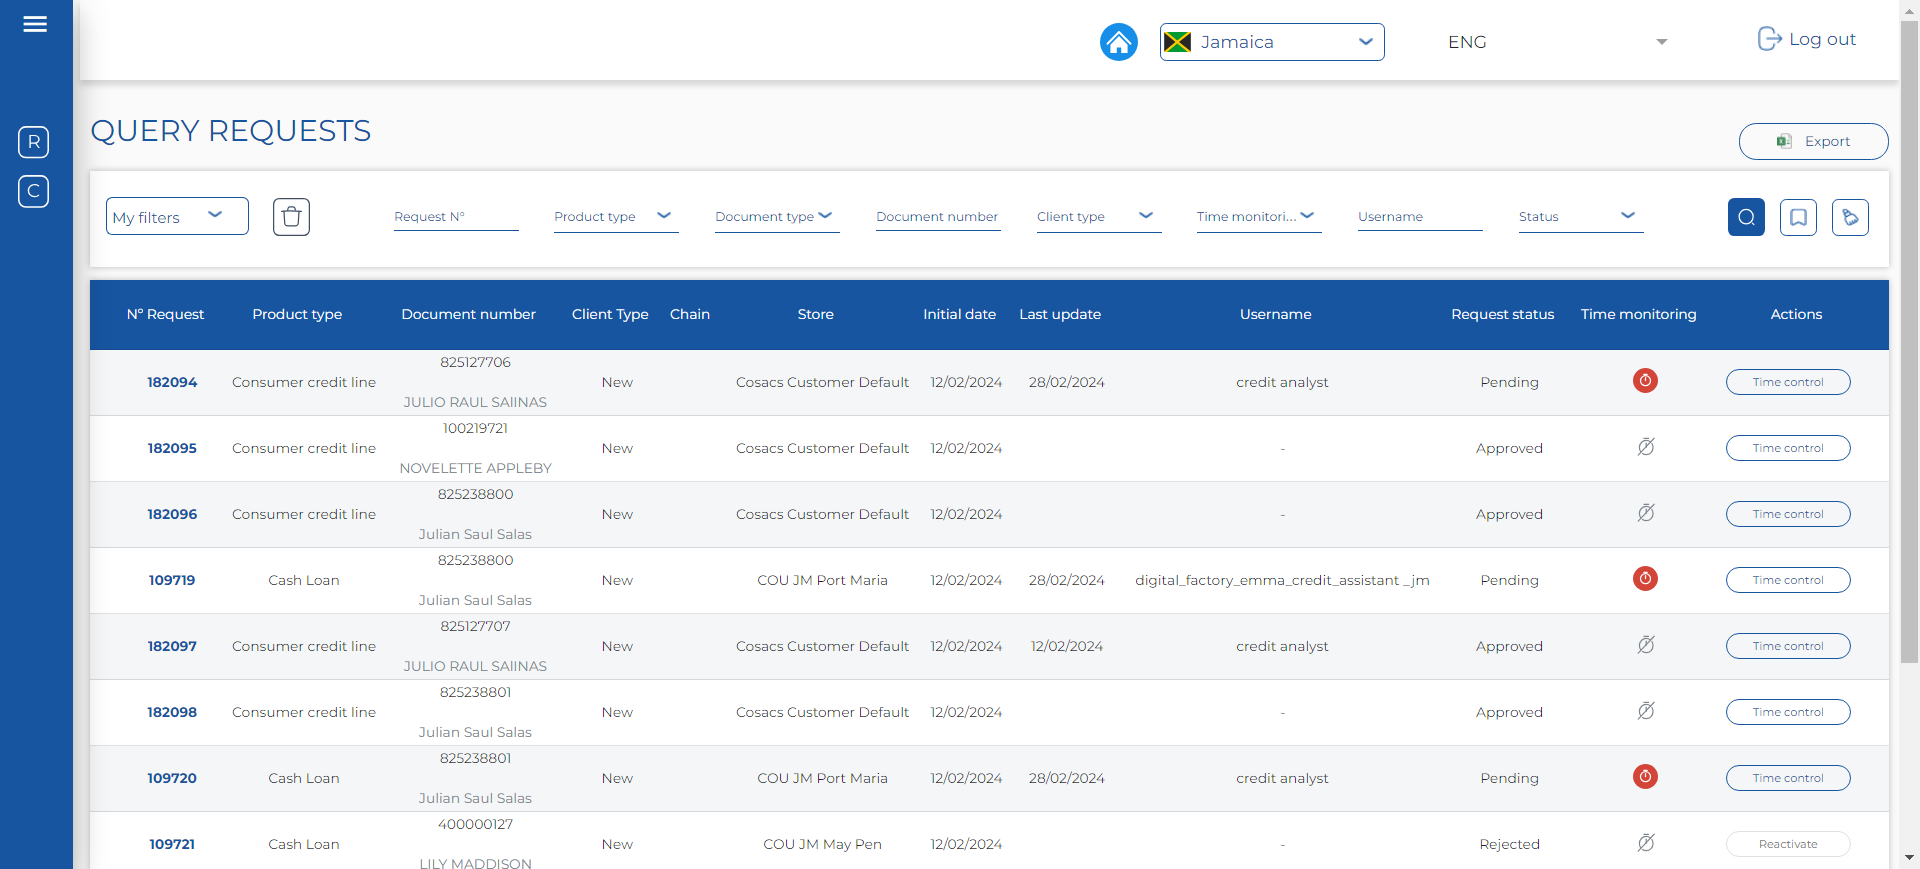 Jamaica
ENG
Log out
R
C
QUERY REQUESTS
Export
My filters
Request N°
Product type
Document type
Document number
Client type
Time monitori...
Username
Status
Nº Request Product type Document number Client Type Chain Store Initial date Last update Username Request status Time monitoring Actions
825127706
182094 Consumer credit line New Cosacs Customer Default 12/02/2024 28/02/2024 credit analyst Pending Time control
JULIO RAUL SAIINAS
100219721
182095 Consumer credit line New Cosacs Customer Default 12/02/2024 - Approved Time control
NOVELETTE APPLEBY
825238800
182096 Consumer credit line New Cosacs Customer Default 12/02/2024 - Approved Time control
Julian Saul Salas
825238800
109719 Cash Loan New COU JM Port Maria 12/02/2024 28/02/2024 digital_factory_emma_credit_assistant _jm Pending Time control
Julian Saul Salas
825127707
182097 Consumer credit line New Cosacs Customer Default 12/02/2024 12/02/2024 credit analyst Approved Time control
JULIO RAUL SAIINAS
825238801
182098 Consumer credit line New Cosacs Customer Default 12/02/2024 - Approved Time control
Julian Saul Salas
825238801
109720 Cash Loan New COU JM Port Maria 12/02/2024 28/02/2024 credit analyst Pending Time control
Julian Saul Salas
400000127
109721 Cash Loan New COU JM May Pen 12/02/2024 - Rejected Reactivate
LILY MADDISON